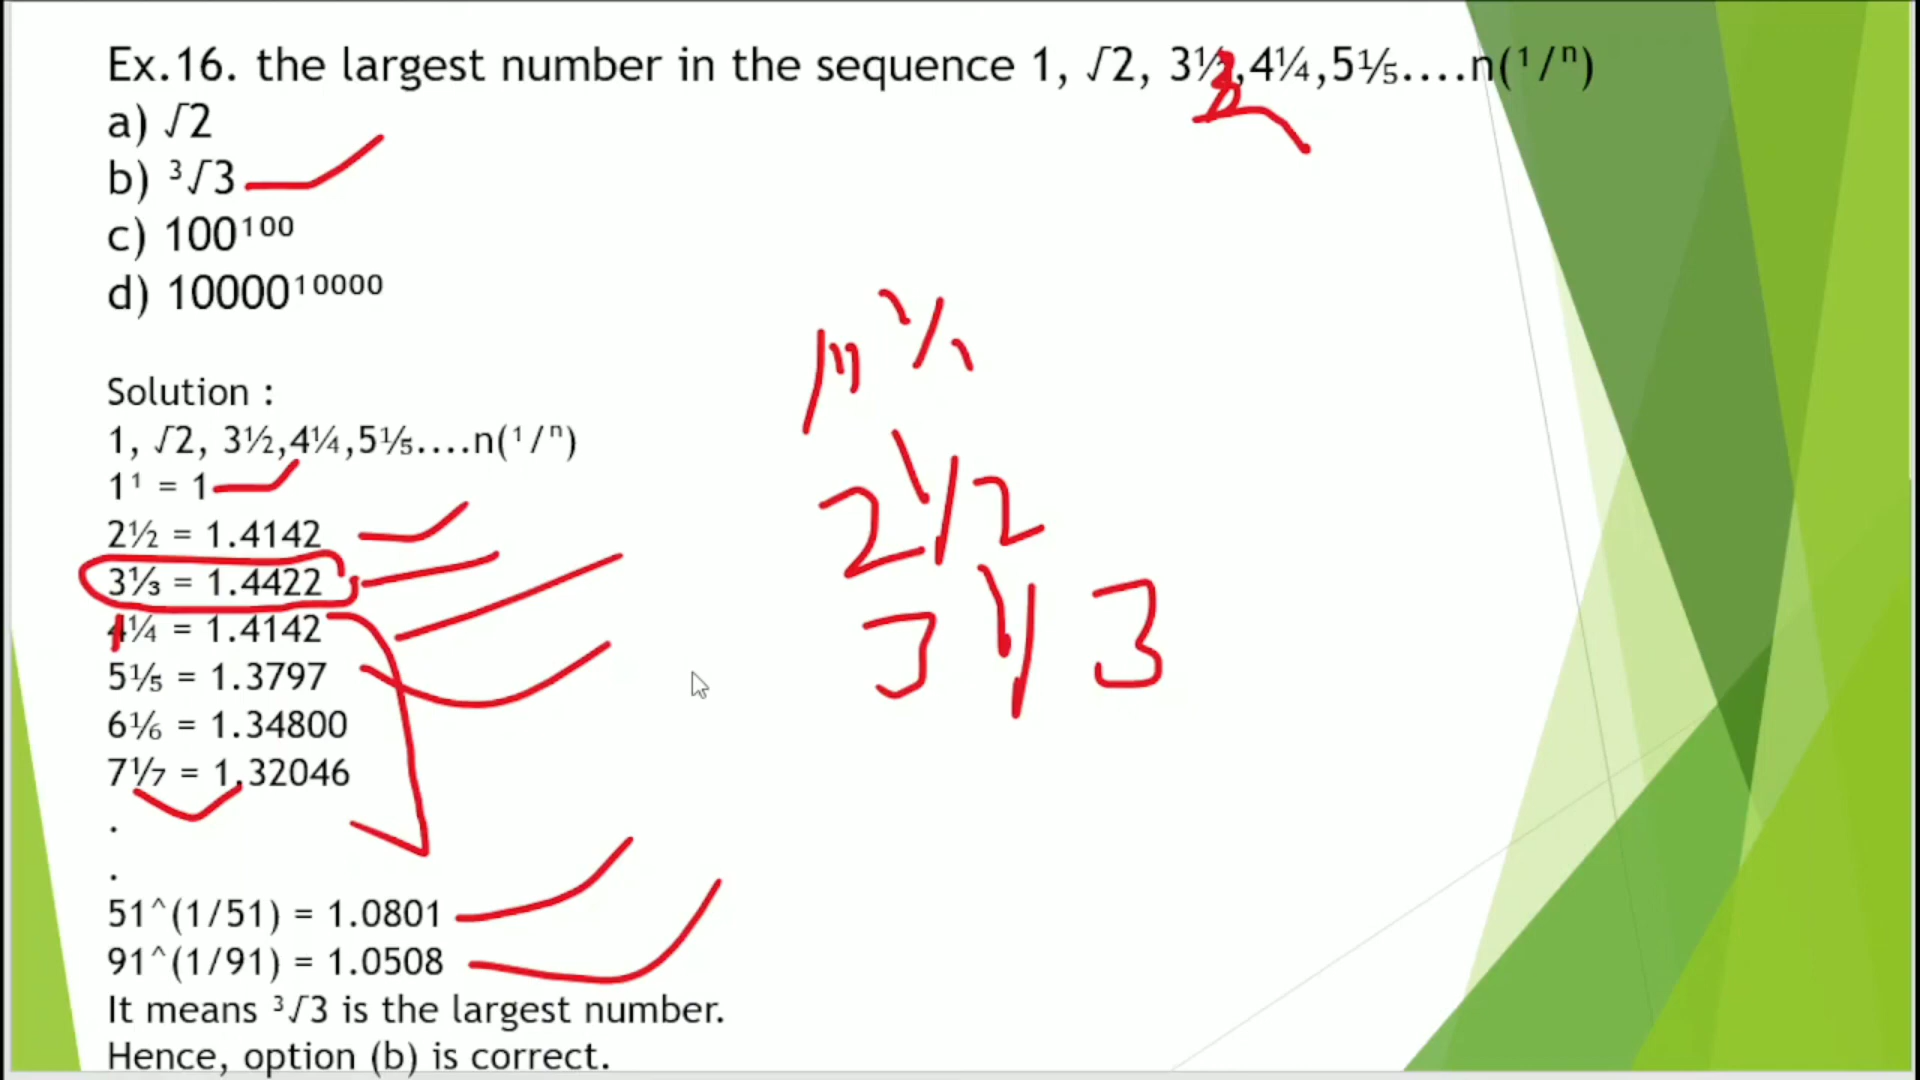 Ex.16. the largest number in the sequence 1, √2, 3½,4¼,5⅕....n(¹/ⁿ)
a) √2
b) ³√3
c) 100¹⁰⁰
d) 10000¹⁰⁰⁰⁰
Solution :
1, √2, 3½,4¼,5⅕....n(¹/ⁿ)
1¹ = 1
2½ = 1.4142
3⅓ = 1.4422
4¼ = 1.4142
5⅕ = 1.3797
6⅙ = 1.34800
7⅐ = 1.32046
.
.
51^(1/51) = 1.0801
91^(1/91) = 1.0508
It means ³√3 is the largest number.
Hence, option (b) is correct.
2 1/2
3 1/3